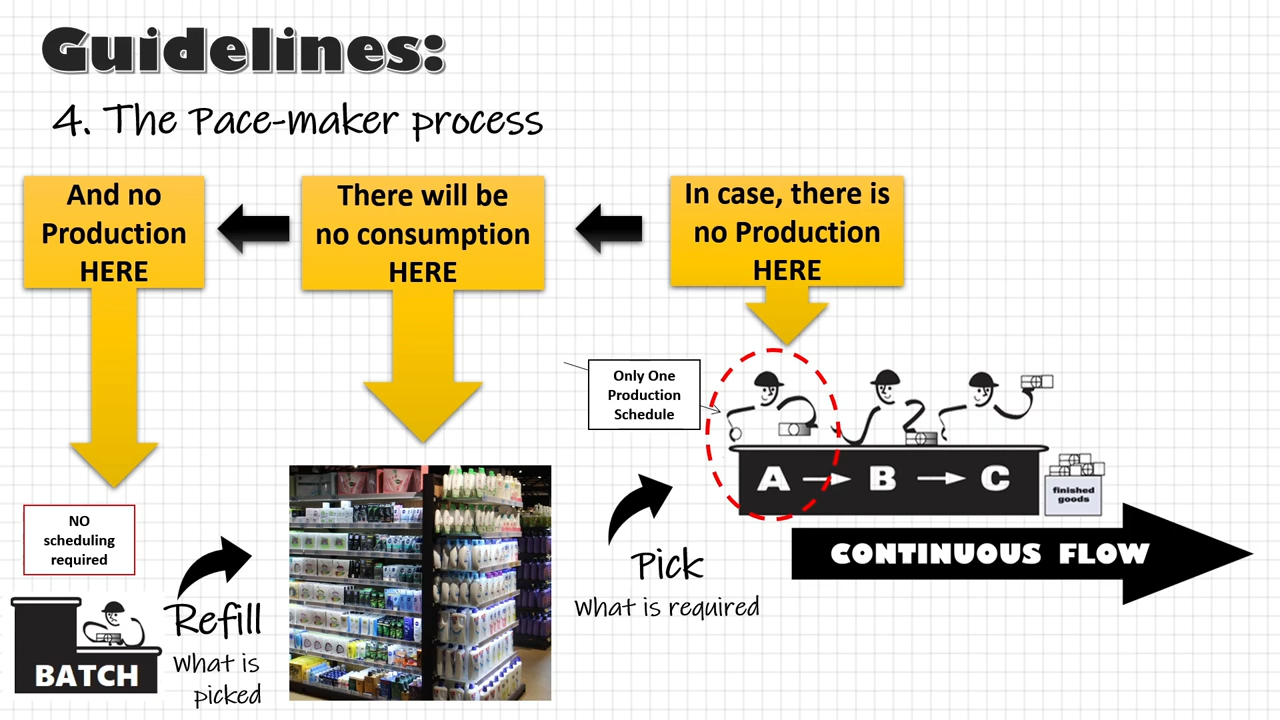 Guidelines:
4. The Pace-maker process
And no
Production
HERE
There will be
no consumption
HERE
In case, there is
no Production
HERE
Only One
Production
Schedule
A B C
finished
goods
CONTINUOUS FLOW
Pick
What is required
NO
scheduling
required
Refill
What is
picked
BATCH